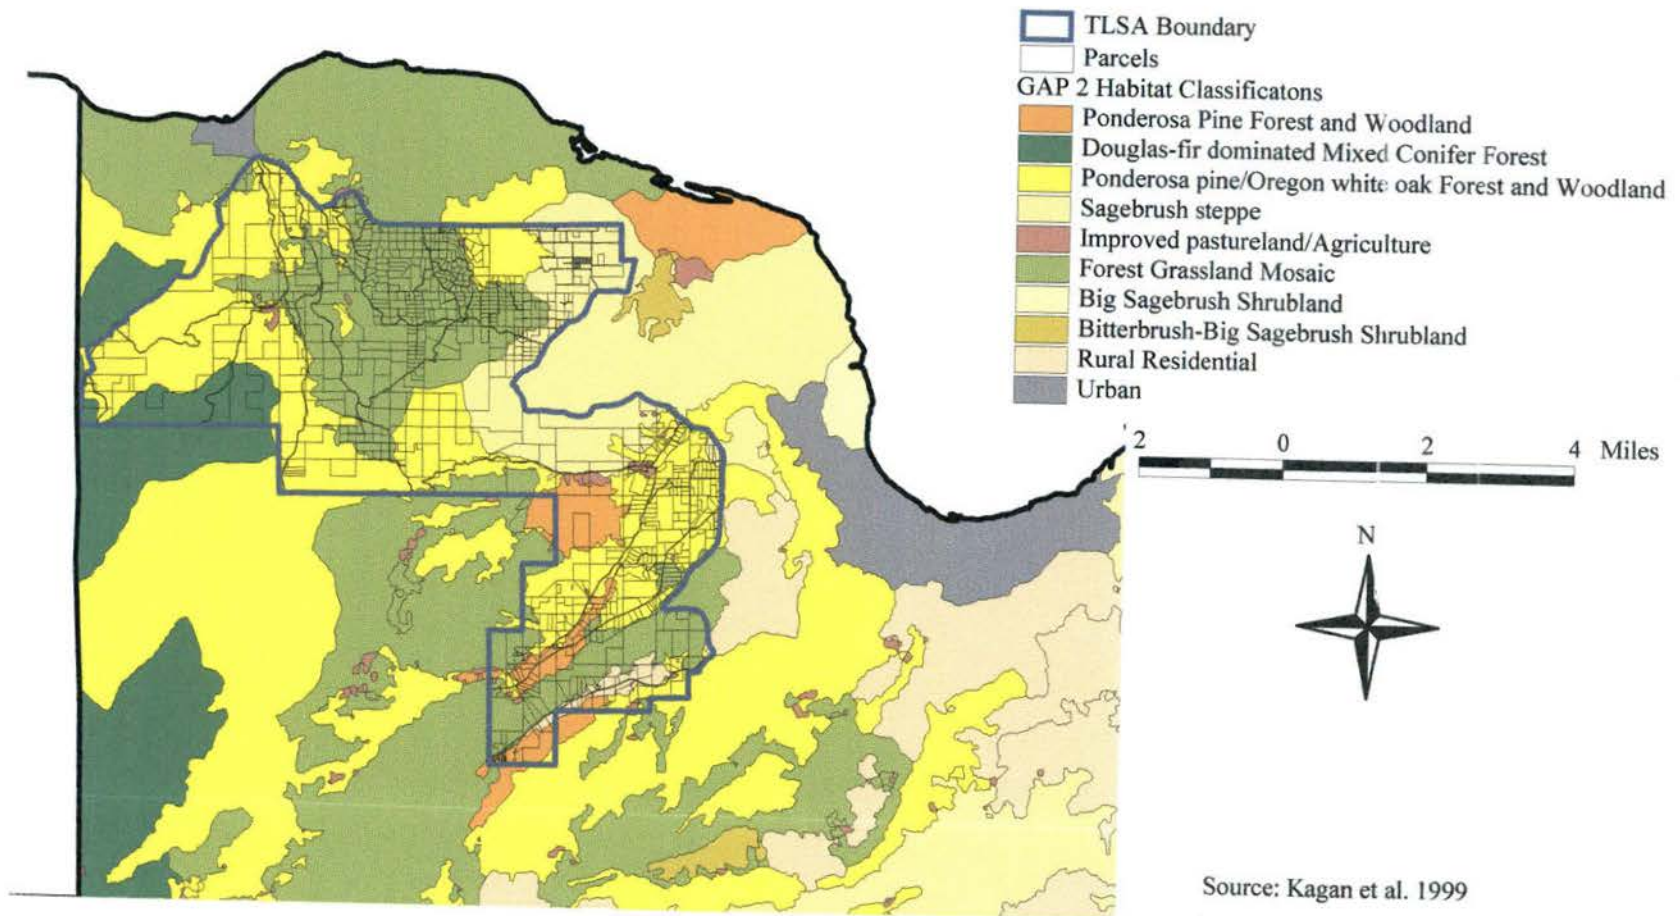 TLSA Boundary
Parcels
GAP 2 Habitat Classificatons
Ponderosa Pine Forest and Woodland
Douglas-fir dominated Mixed Conifer Forest
Ponderosa pine/Oregon white oak Forest and Woodland
Sagebrush steppe
Improved pastureland/Agriculture
Forest Grassland Mosaic
Big Sagebrush Shrubland
Bitterbrush-Big Sagebrush Shrubland
Rural Residential
Urban
2 0 2 4 Miles
N
Source: Kagan et al. 1999